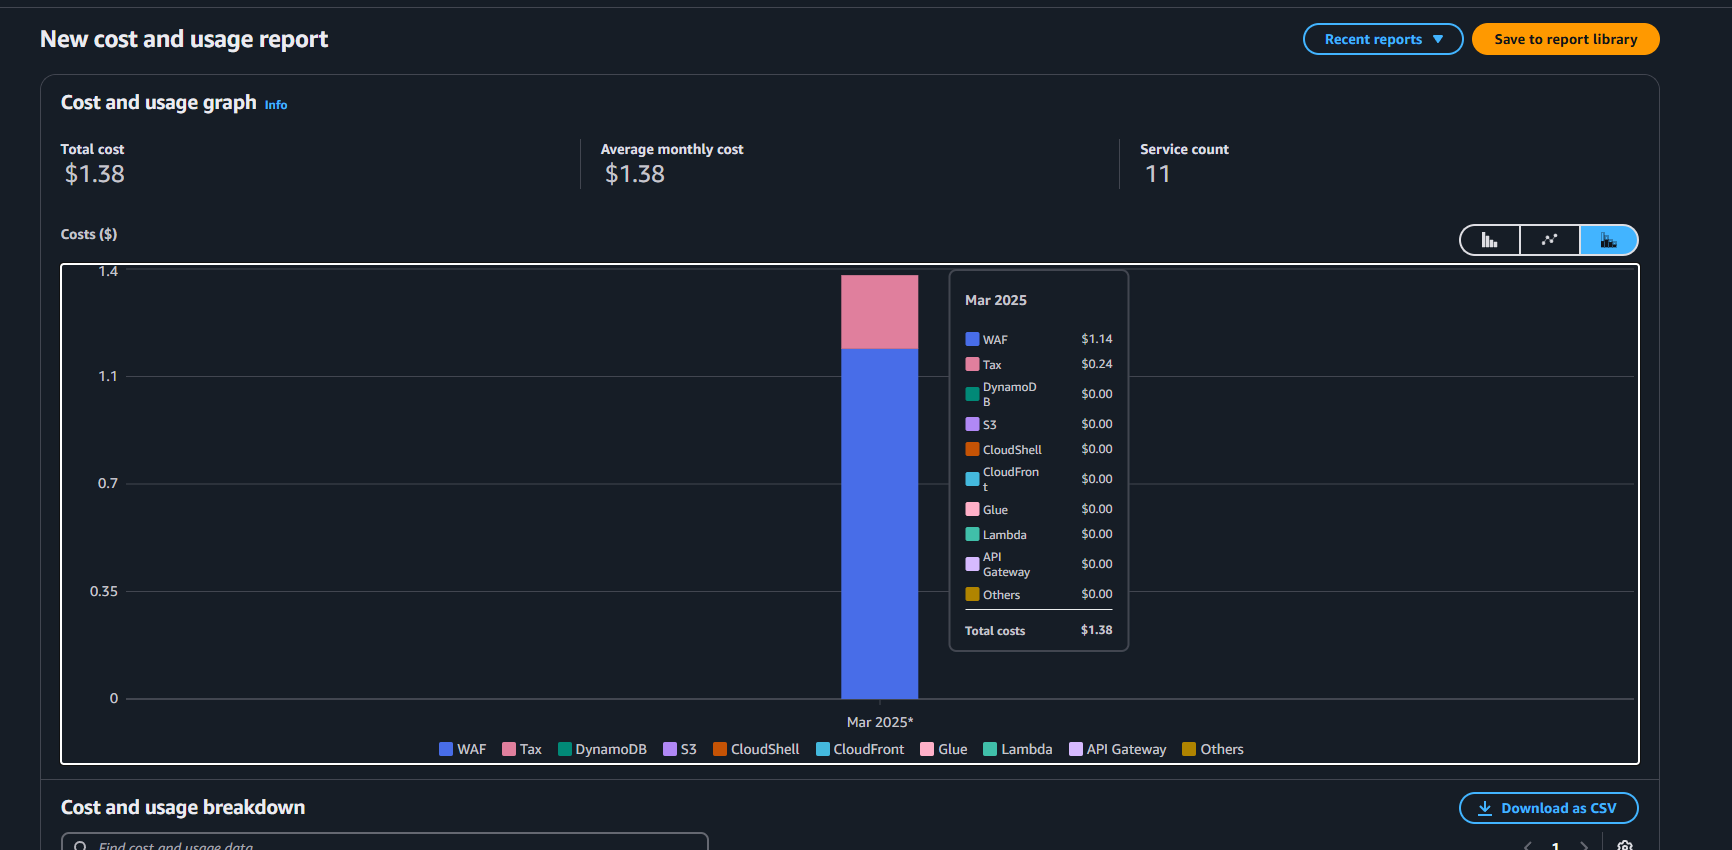 New cost and usage report
Recent reports
Save to report library
Cost and usage graph Info
Total cost
$1.38
Average monthly cost
$1.38
Service count
11
Costs ($)
1.4
1.1
0.7
0.35
0
Mar 2025
WAF $1.14
Tax $0.24
DynamoD
B $0.00
S3 $0.00
CloudShell $0.00
CloudFron
t $0.00
Glue $0.00
Lambda $0.00
API
Gateway $0.00
Others $0.00
Total costs $1.38
Mar 2025*
WAF Tax DynamoDB S3 CloudShell CloudFront Glue Lambda API Gateway Others
Cost and usage breakdown
Download as CSV
Find cost and usage data
1